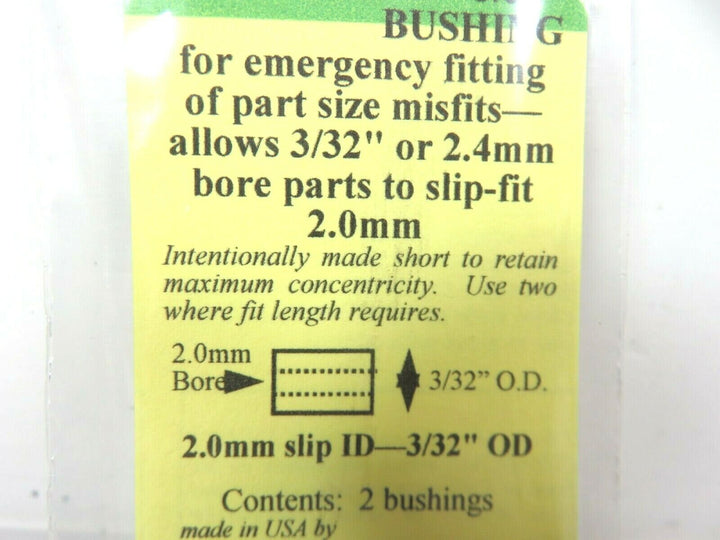 BUSHING
for emergency fitting
of part size misfits—
allows 3/32" or 2.4mm
bore parts to slip-fit
2.0mm
Intentionally made short to retain
maximum concentricity. Use two
where fit length requires.
2.0mm
Bore
3/32” O.D.
2.0mm slip ID—3/32" OD
Contents: 2 bushings
made in USA by